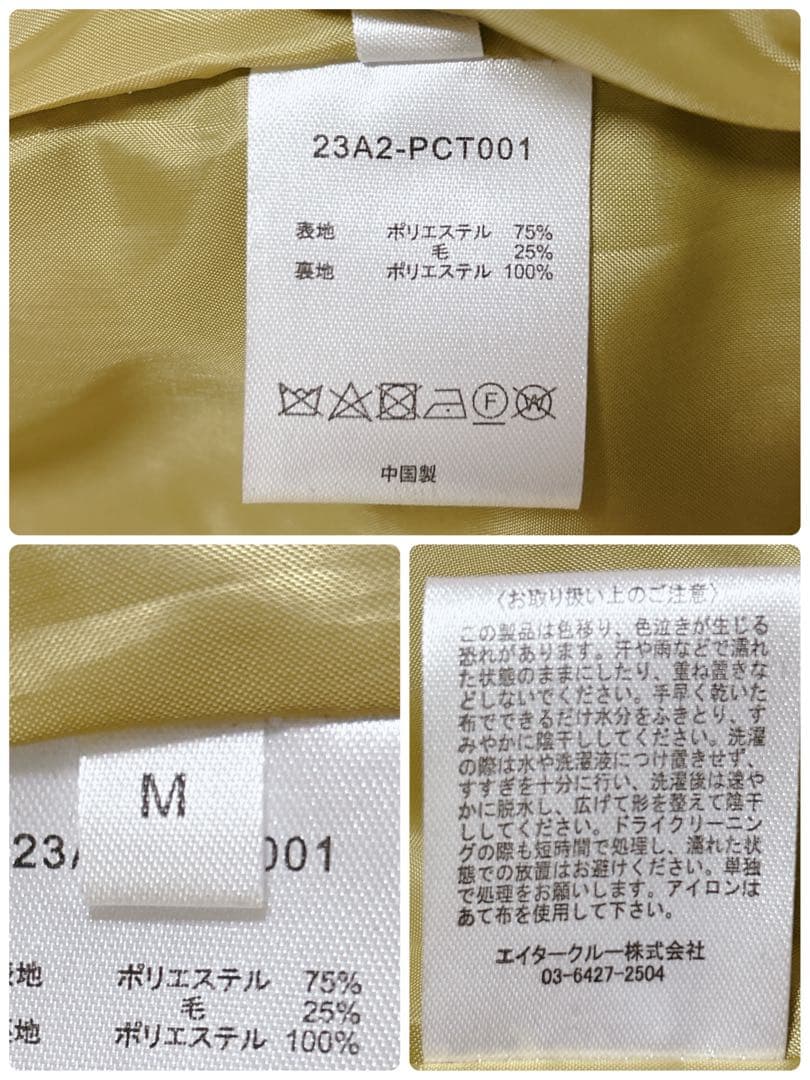 23A2-PCT001
表地 ポリエステル 75%
毛 25%
裏地 ポリエステル 100%
F
W
中国製
M
23A 001
地 ポリエステル 75%
毛 25%
地 ポリエステル 100%
〈お取り扱い上のご注意〉
この製品は色移り、色泣きが生じる
恐れがあります。汗や雨などで濡れ
た状態のままにしたり、重ね置きな
どしないでください。手早く乾いた
布でできるだけ水分をふきとり、す
みやかに陰干ししてください。洗濯
の際は水や洗濯液につけ置きせず、
すすぎを十分に行い、洗濯後は速や
かに脱水し、広げて形を整えて陰干
ししてください。ドライクリーニン
グの際も短時間で処理し、濡れた状
態での放置はお避けください。単独
で処理をお願いします。アイロンは
あて布を使用して下さい。
エイタークルー株式会社
03-6427-2504